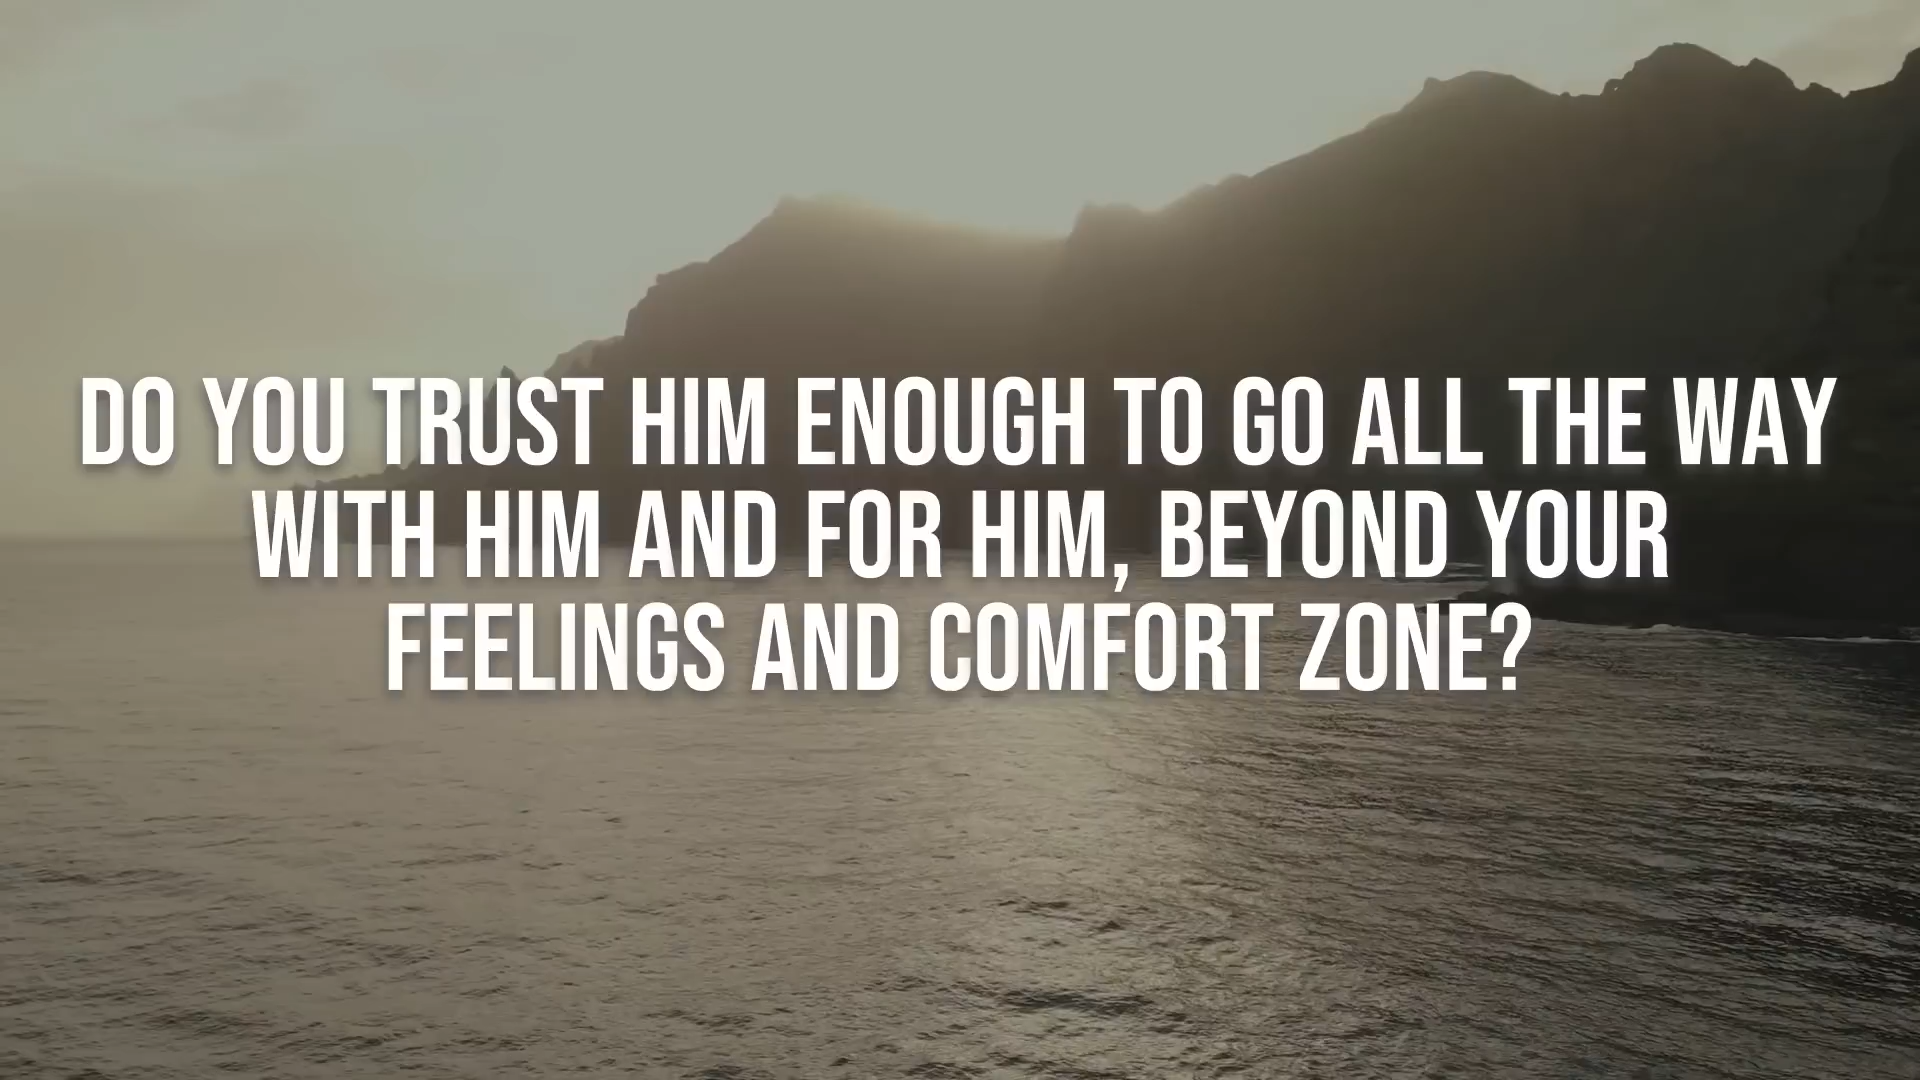 DO YOU TRUST HIM ENOUGH TO GO ALL THE WAY
WITH HIM AND FOR HIM, BEYOND YOUR
FEELINGS AND COMFORT ZONE?